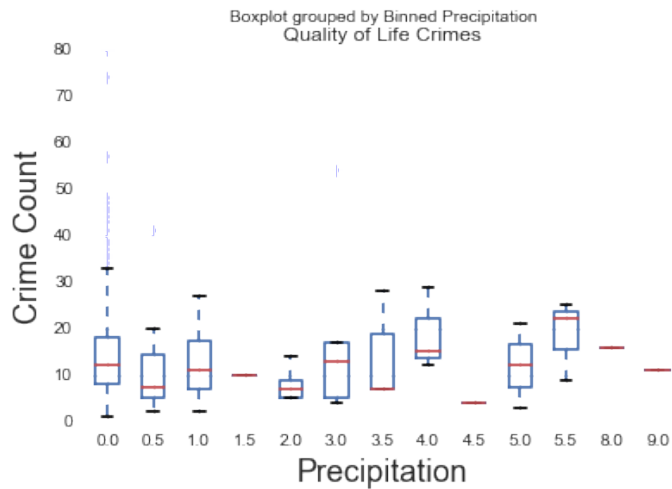 Boxplot grouped by Binned Precipitation
Quality of Life Crimes
80
70
60
50
40
30
20
10
0
Crime Count
0.0 0.5 1.0 1.5 2.0 3.0 3.5 4.0 4.5 5.0 5.5 8.0 9.0
Precipitation